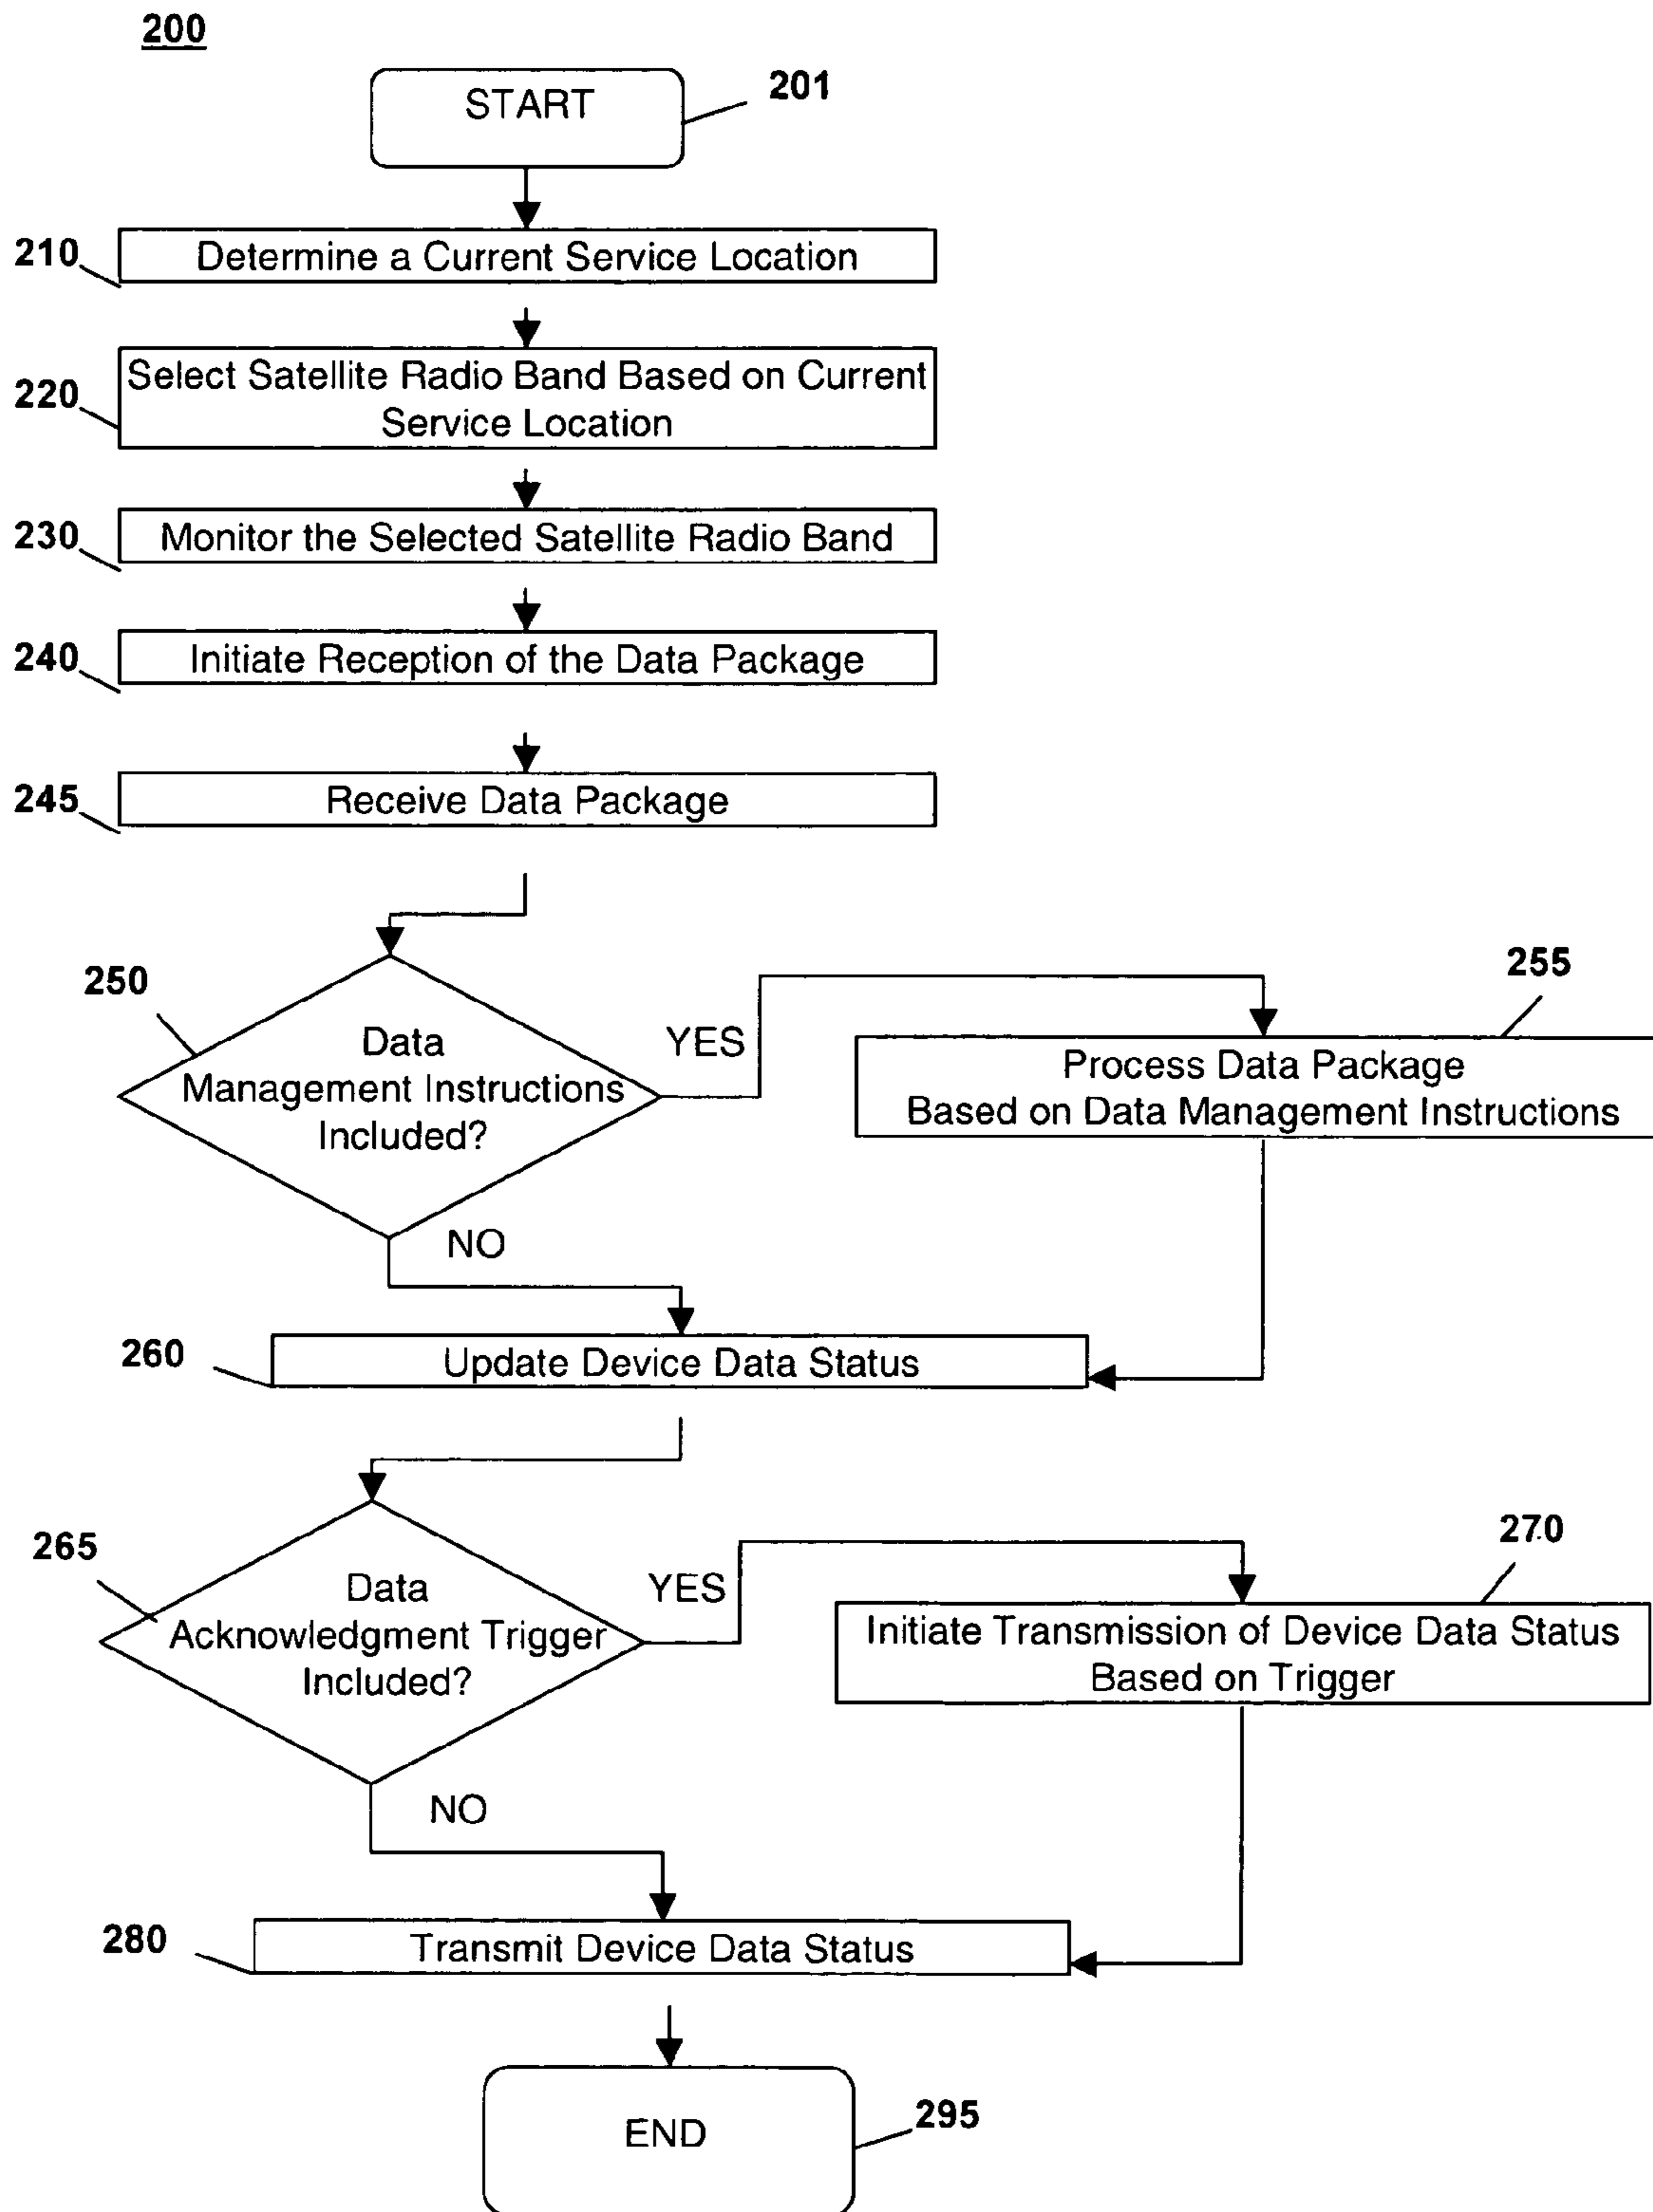 200
START
201
210
Determine a Current Service Location
220
Select Satellite Radio Band Based on Current
Service Location
230
Monitor the Selected Satellite Radio Band
240
Initiate Reception of the Data Package
245
Receive Data Package
250
Data
Management Instructions
Included?
YES
255
Process Data Package
Based on Data Management Instructions
NO
260
Update Device Data Status
265
Data
Acknowledgment Trigger
Included?
YES
270
Initiate Transmission of Device Data Status
Based on Trigger
NO
280
Transmit Device Data Status
END
295